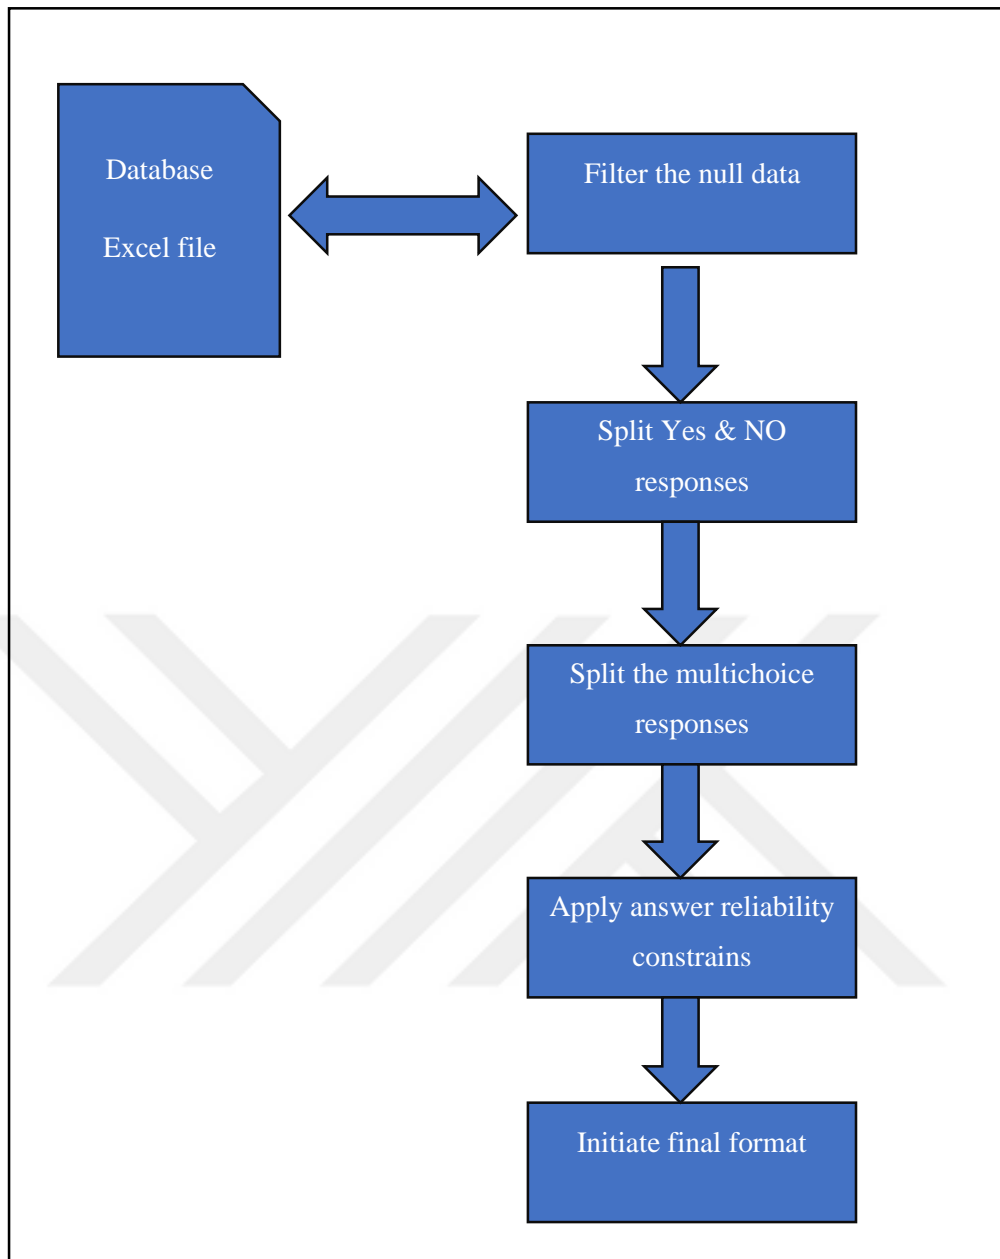 Database
Excel file
Filter the null data
Split Yes & NO
responses
Split the multichoice
responses
Apply answer reliability
constrains
Initiate final format